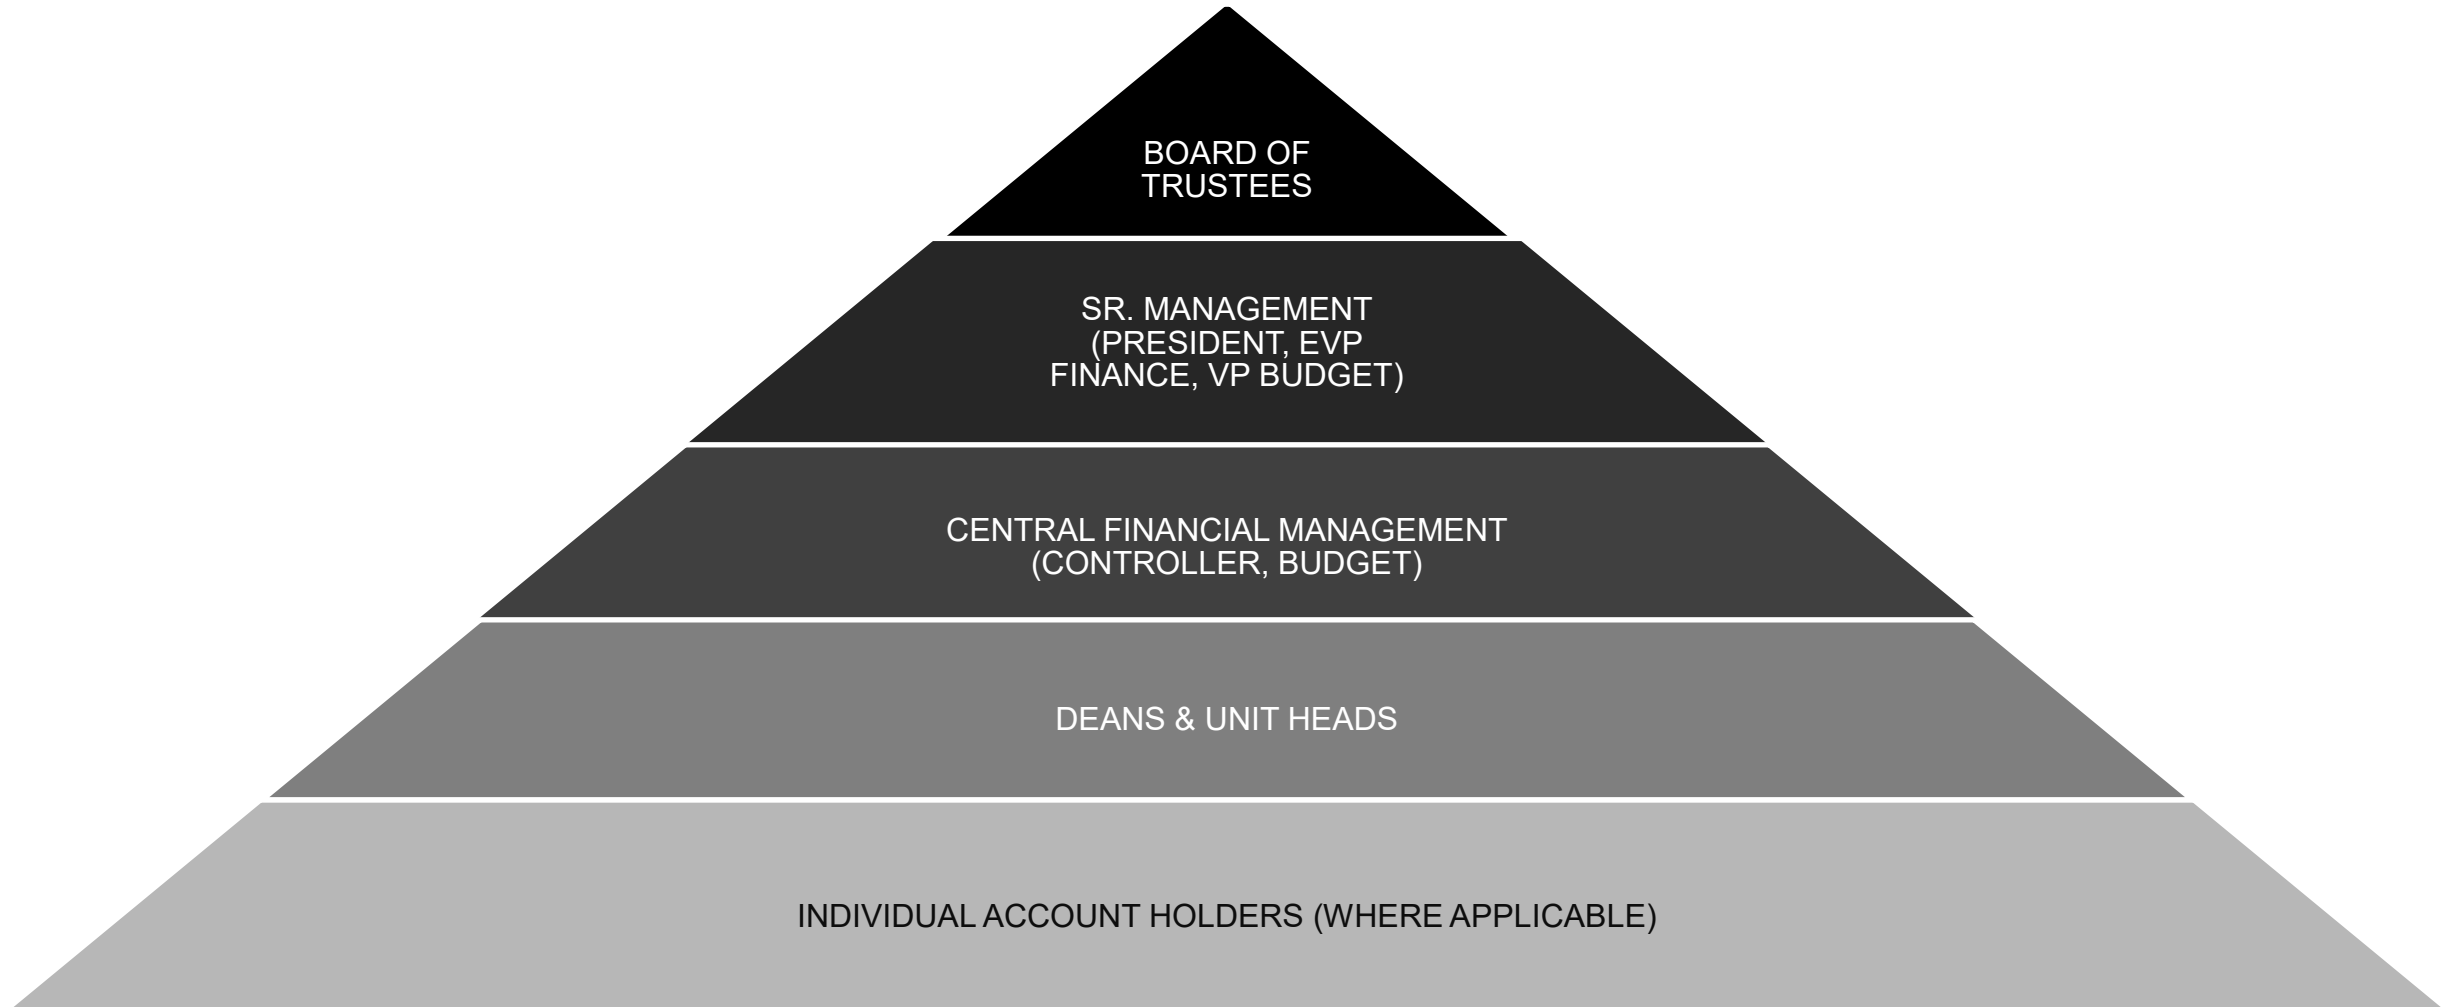 BOARD OF
TRUSTEES
SR. MANAGEMENT
(PRESIDENT, EVP
FINANCE, VP BUDGET)
CENTRAL FINANCIAL MANAGEMENT
(CONTROLLER, BUDGET)
DEANS & UNIT HEADS
INDIVIDUAL ACCOUNT HOLDERS (WHERE APPLICABLE)